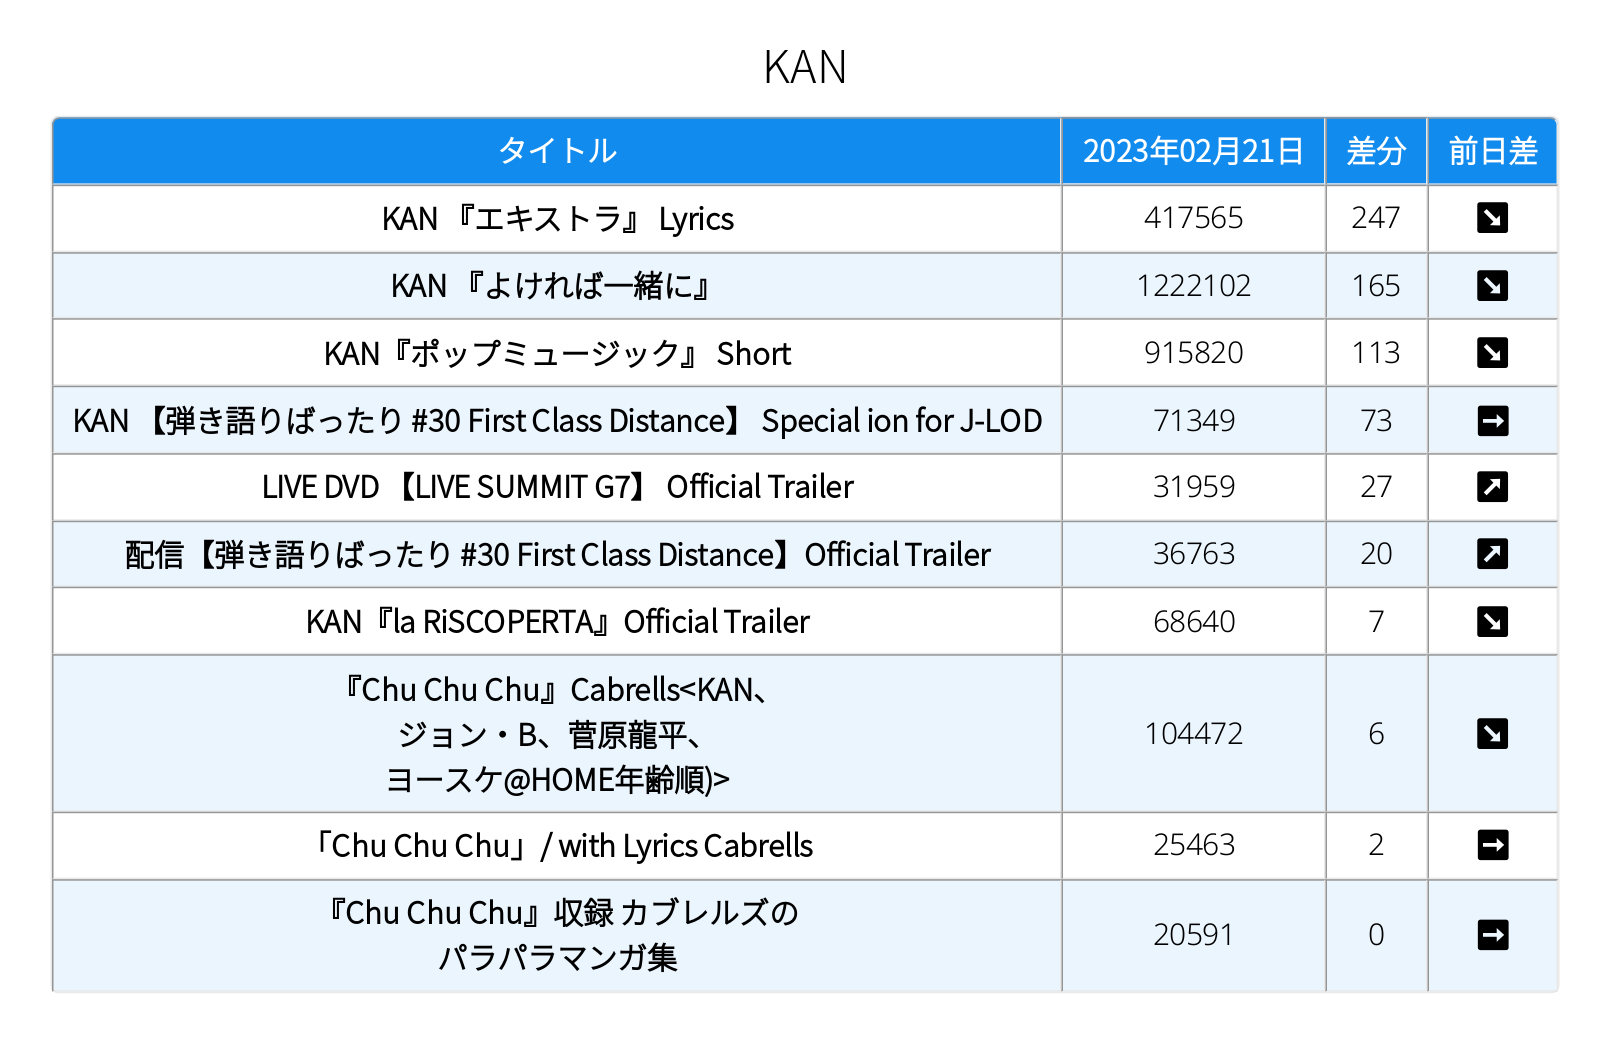 KAN
タイトル 2023年02月21日 差分 前日差
KAN 『エキストラ』 Lyrics 417565 247
KAN 『よければ一緒に』 1222102 165
KAN『ポップミュージック』 Short 915820 113
KAN 【弾き語りばったり #30 First Class Distance】 Special ion for J-LOD 71349 73
LIVE DVD 【LIVE SUMMIT G7】 Official Trailer 31959 27
配信【弾き語りばったり #30 First Class Distance】Official Trailer 36763 20
KAN『la RiSCOPERTA』Official Trailer 68640 7
『Chu Chu Chu』Cabrells<KAN、
ジョン・B、菅原龍平、 104472 6
ヨースケ@HOME年齢順)>
「Chu Chu Chu」/ with Lyrics Cabrells 25463 2
『Chu Chu Chu』収録 カブレルズの
パラパラマンガ集 20591 0